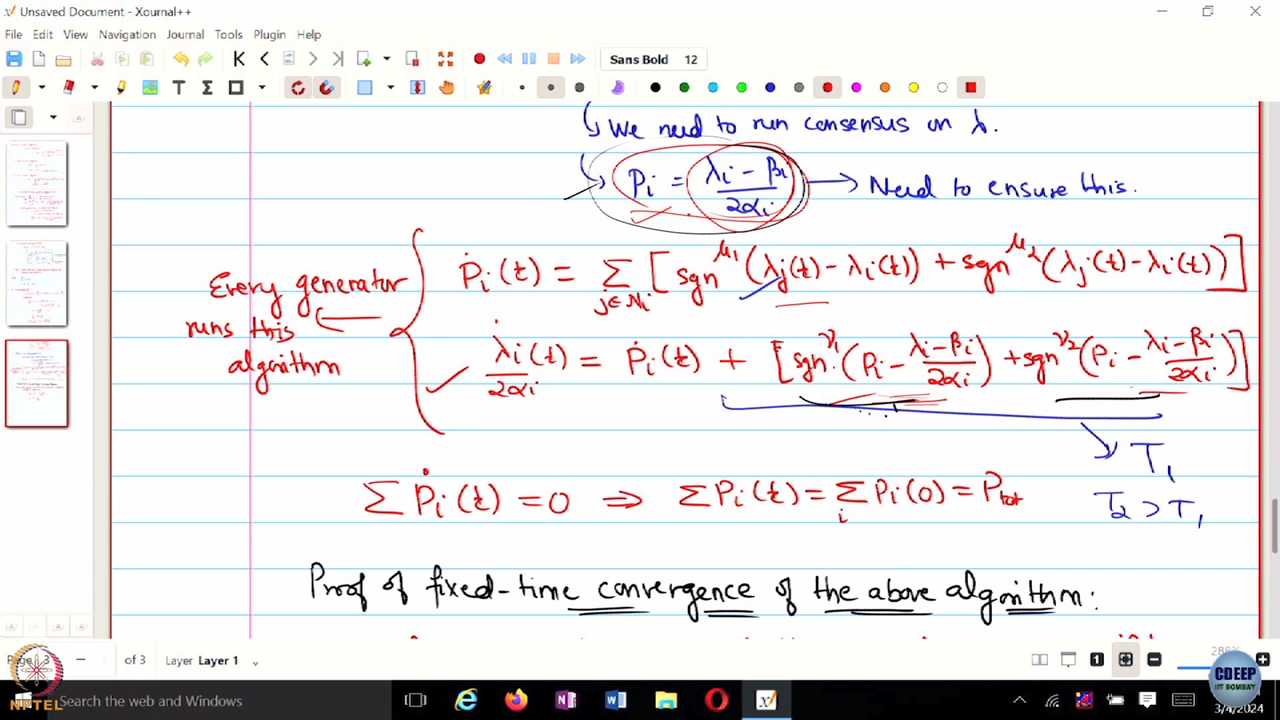 Unsaved Document - Xournal++
File Edit View Navigation Journal Tools Plugin Help
Sans Bold 12
We need to run consensus on λ.
Pi = (λi - βi)/2αi → Need to ensure this.
Every generator runs this algorithm
Ṗi(t) = Σ_{j∈Ni} [sgn^μ1 (λj(t) - λi(t)) + sgn^μ2 (λj(t) - λi(t))]
λ̇i(t)/2αi = Ṗi(t) + [sgn^ν1 (Pi - (λi-βi)/2αi) + sgn^ν2 (Pi - (λi-βi)/2αi)]
T1
Σ Ṗi(t) = 0 ⇒ Σ Pi(t) = Σ_i Pi(0) = Ptot
T2 > T1
Proof of fixed-time convergence of the above algorithm:
of 3 Layer Layer 1
288%
NPTEL
CDEEP
IIT BOMBAY
Search the web and Windows
3/4/2024